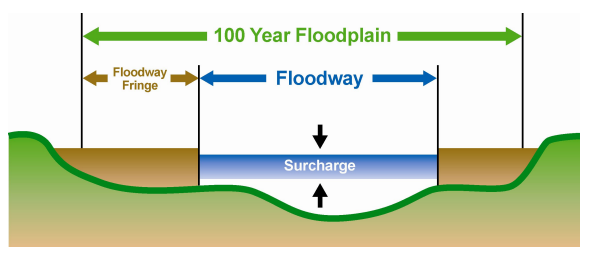 100 Year Floodplain
Floodway
Fringe
Floodway
Surcharge